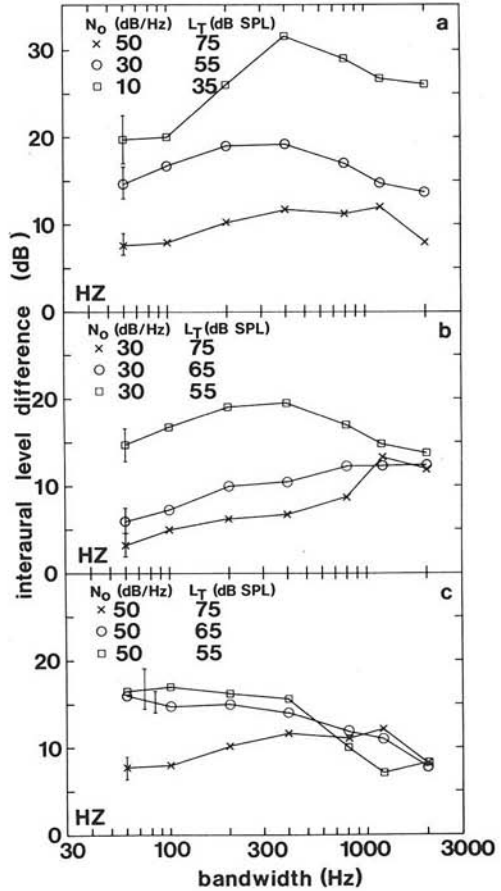 N₀ (dB/Hz) L_T (dB SPL) a
× 50 75
○ 30 55
□ 10 35
30
20
10
0
HZ
N₀ (dB/Hz) L_T (dB SPL) b
× 30 75
○ 30 65
□ 30 55
20
10
0
HZ
interaural level difference (dB)
N₀ (dB/Hz) L_T (dB SPL) c
× 50 75
○ 50 65
□ 50 55
20
10
0
HZ
30 100 300 1000 3000
bandwidth (Hz)